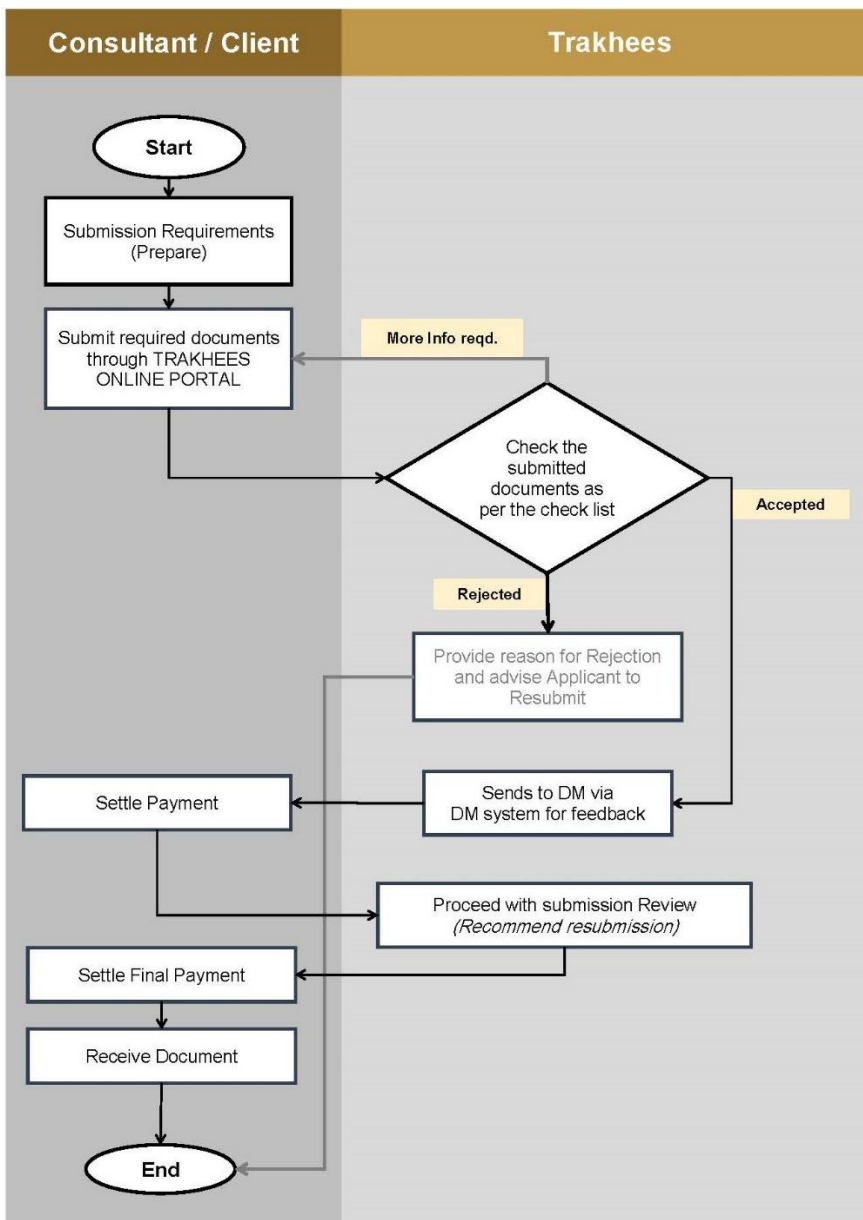 Consultant / Client
Trakhees
Start
Submission Requirements
(Prepare)
Submit required documents
through TRAKHEES
ONLINE PORTAL
More Info reqd.
Check the
submitted
documents as
per the check list
Accepted
Rejected
Provide reason for Rejection
and advise Applicant to
Resubmit
Settle Payment
Sends to DM via
DM system for feedback
Proceed with submission Review
(Recommend resubmission)
Settle Final Payment
Receive Document
End